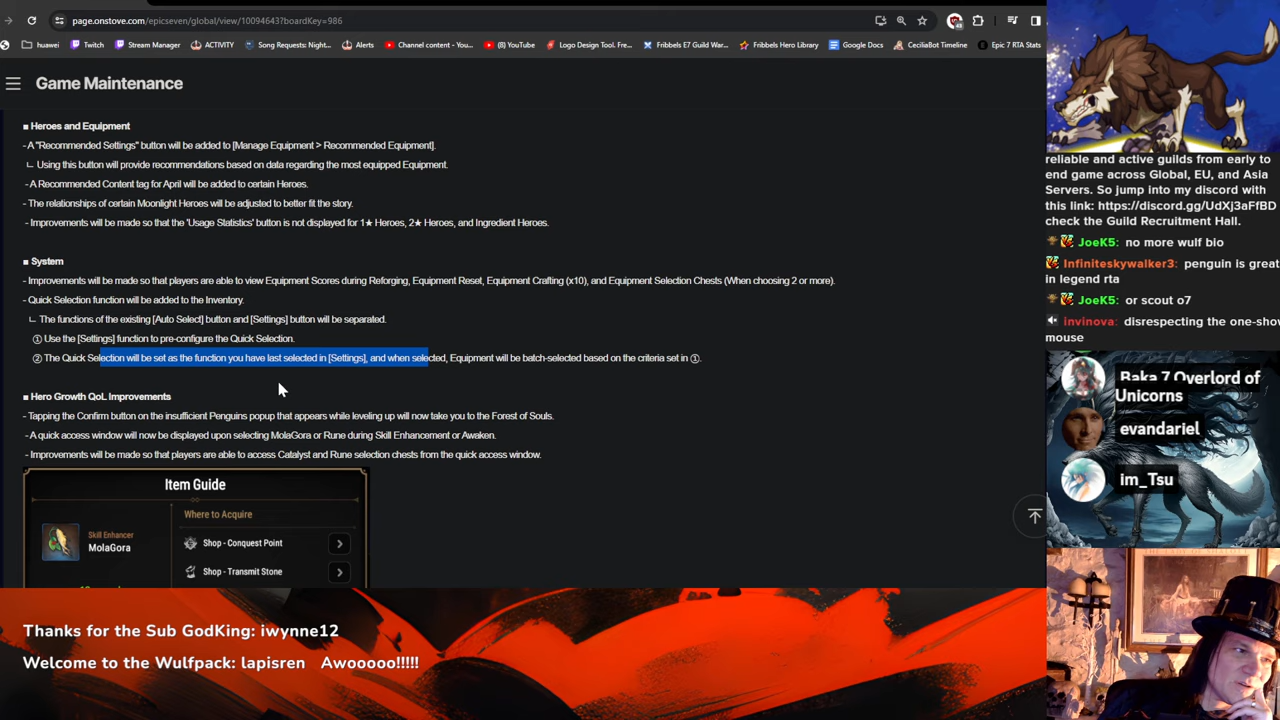 page.onstove.com/epicseven/global/view/10094643?boardKey=986
huawei
Twitch
Stream Manager
ACTIVITY
Song Requests: Night...
Alerts
Channel content - You...
(8) YouTube
Logo Design Tool. Fre...
Fribbels E7 Guild War...
Fribbels Hero Library
Google Docs
CeciliaBot Timeline
Epic 7 RTA Stats
Game Maintenance
■ Heroes and Equipment
- A "Recommended Settings" button will be added to [Manage Equipment > Recommended Equipment].
ㄴ Using this button will provide recommendations based on data regarding the most equipped Equipment.
- A Recommended Content tag for April will be added to certain Heroes.
- The relationships of certain Moonlight Heroes will be adjusted to better fit the story.
- Improvements will be made so that the 'Usage Statistics' button is not displayed for 1★ Heroes, 2★ Heroes, and Ingredient Heroes.
■ System
- Improvements will be made so that players are able to view Equipment Scores during Reforging, Equipment Reset, Equipment Crafting (x10), and Equipment Selection Chests (When choosing 2 or more).
- Quick Selection function will be added to the Inventory.
ㄴ The functions of the existing [Auto Select] button and [Settings] button will be separated.
① Use the [Settings] function to pre-configure the Quick Selection.
② The Quick Selection will be set as the function you have last selected in [Settings], and when selected, Equipment will be batch-selected based on the criteria set in ①.
■ Hero Growth QoL Improvements
- Tapping the Confirm button on the insufficient Penguins popup that appears while leveling up will now take you to the Forest of Souls.
- A quick access window will now be displayed upon selecting MolaGora or Rune during Skill Enhancement or Awaken.
- Improvements will be made so that players are able to access Catalyst and Rune selection chests from the quick access window.
Item Guide
Where to Acquire
Skill Enhancer
MolaGora
Shop - Conquest Point
Shop - Transmit Stone
reliable and active guilds from early to
end game across Global, EU, and Asia
Servers. So jump into my discord with
this link: https://discord.gg/UdXj3aFfBD
check the Guild Recruitment Hall.
JoeK5: no more wulf bio
Infiniteskywalker3: penguin is great
in legend rta
JoeK5: or scout o7
invinova: disrespecting the one-show
mouse
Baka 7 Overlord of
Unicorns
evandariel
im_Tsu
Thanks for the Sub GodKing: iwynne12
Welcome to the Wulfpack: lapisren Awooooo!!!!!